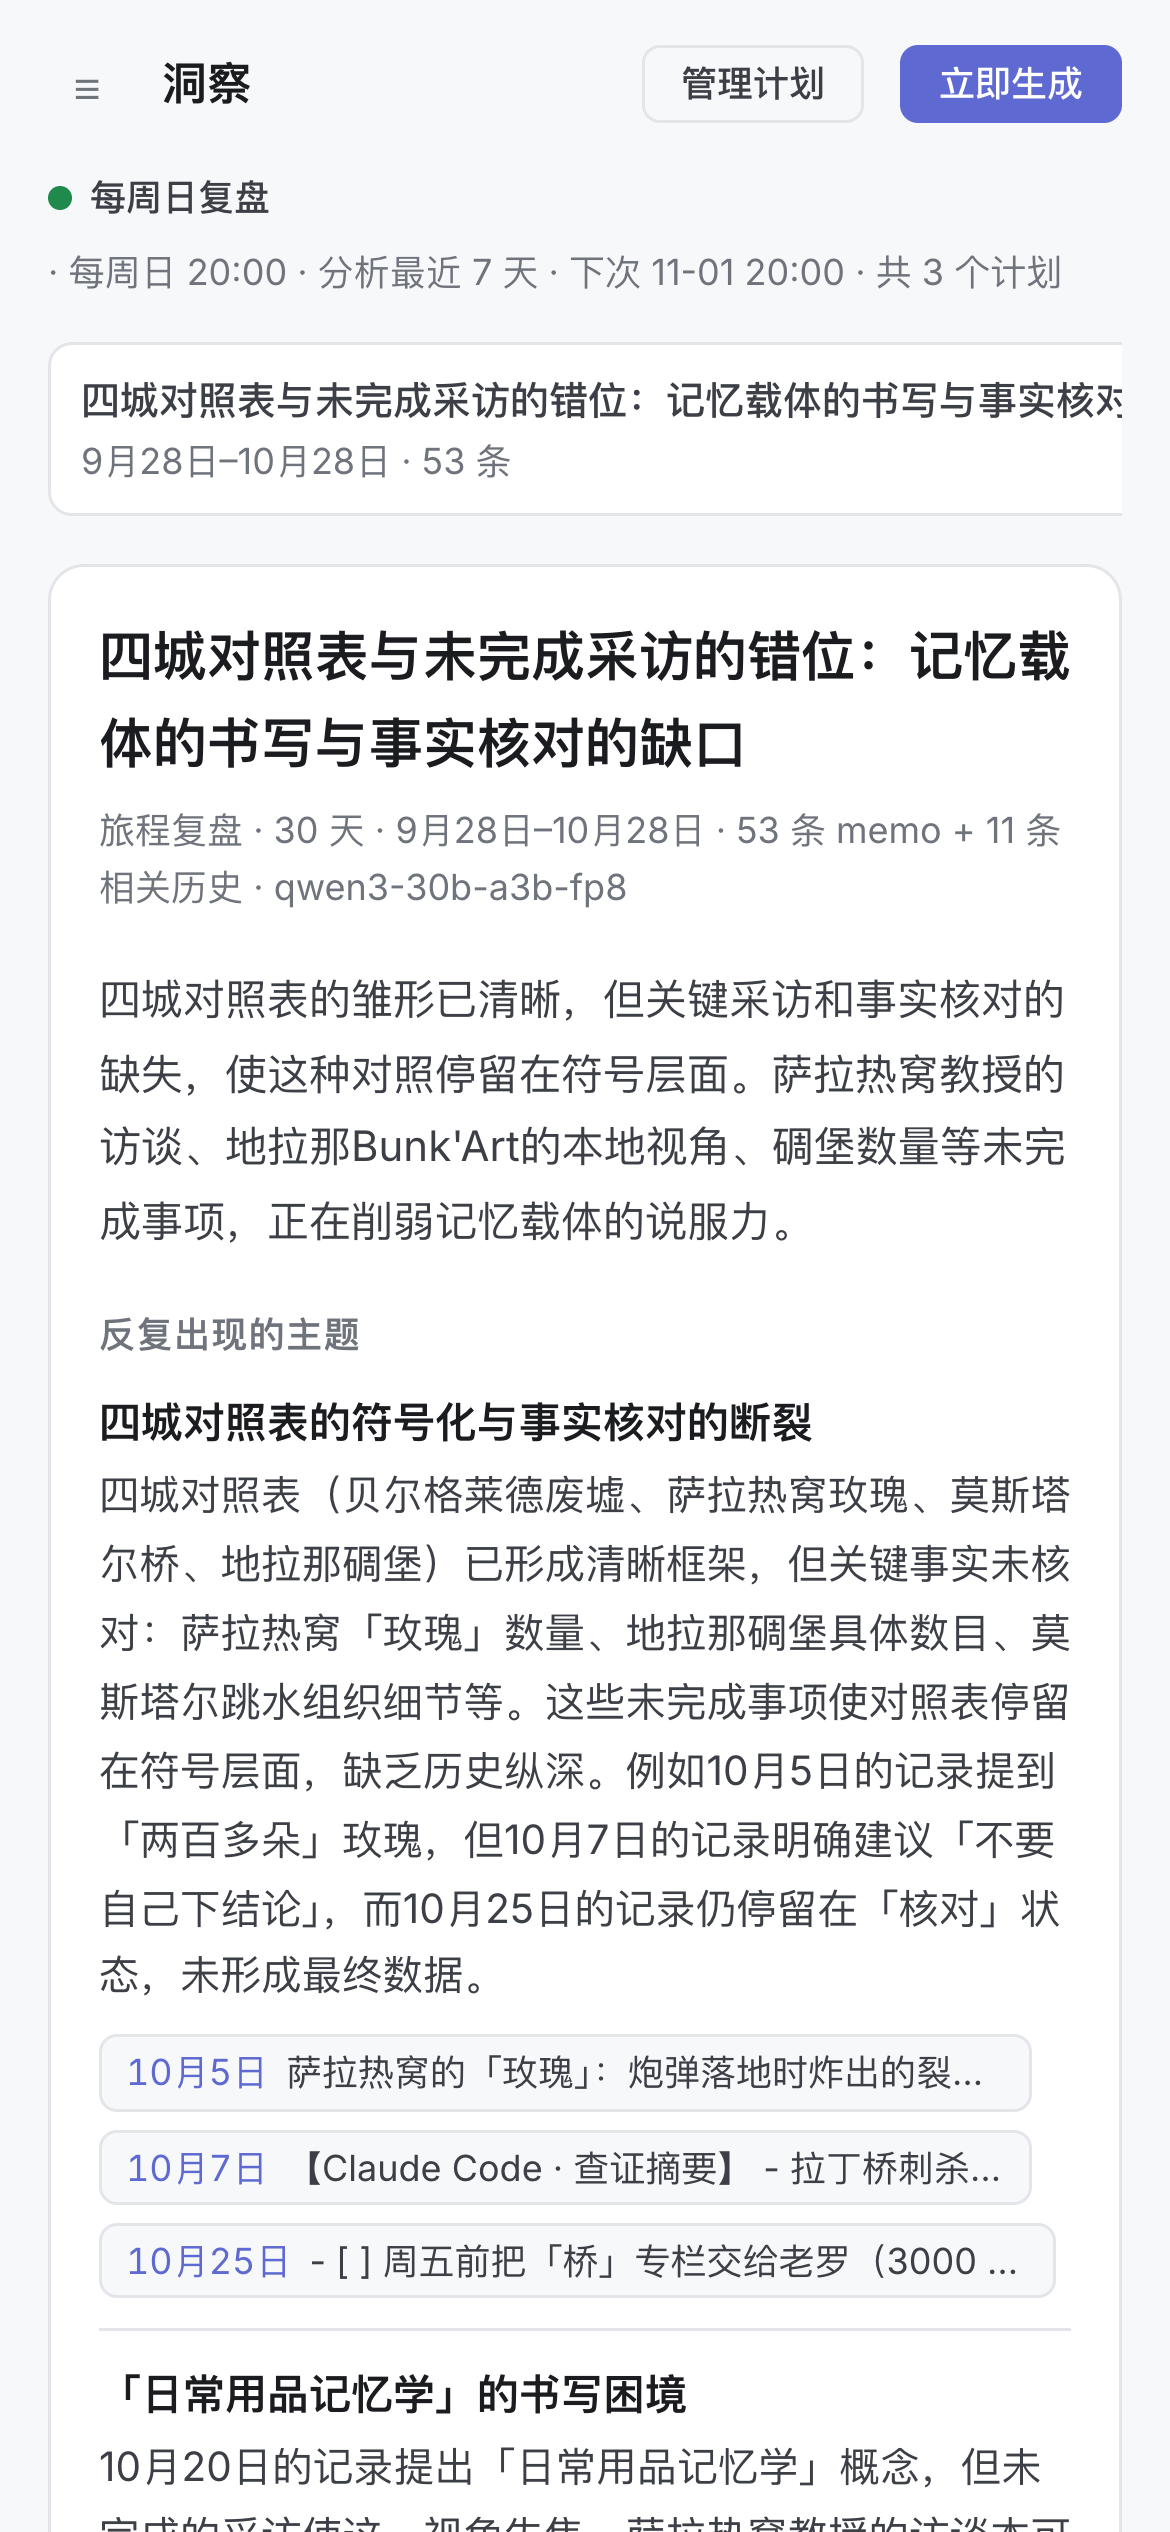 ≡ 洞察 管理计划 立即生成
每周日复盘
· 每周日 20:00 · 分析最近 7 天 · 下次 11-01 20:00 · 共 3 个计划
四城对照表与未完成采访的错位：记忆载体的书写与事实核对
9月28日–10月28日 · 53 条
四城对照表与未完成采访的错位：记忆载
体的书写与事实核对的缺口
旅程复盘 · 30 天 · 9月28日–10月28日 · 53 条 memo + 11 条
相关历史 · qwen3-30b-a3b-fp8
四城对照表的雏形已清晰，但关键采访和事实核对的
缺失，使这种对照停留在符号层面。萨拉热窝教授的
访谈、地拉那Bunk'Art的本地视角、碉堡数量等未完
成事项，正在削弱记忆载体的说服力。
反复出现的主题
四城对照表的符号化与事实核对的断裂
四城对照表（贝尔格莱德废墟、萨拉热窝玫瑰、莫斯塔
尔桥、地拉那碉堡）已形成清晰框架，但关键事实未核
对：萨拉热窝「玫瑰」数量、地拉那碉堡具体数目、莫
斯塔尔跳水组织细节等。这些未完成事项使对照表停留
在符号层面，缺乏历史纵深。例如10月5日的记录提到
「两百多朵」玫瑰，但10月7日的记录明确建议「不要
自己下结论」，而10月25日的记录仍停留在「核对」状
态，未形成最终数据。
10月5日 萨拉热窝的「玫瑰」：炮弹落地时炸出的裂...
10月7日 【Claude Code · 查证摘要】 - 拉丁桥刺杀...
10月25日 - [ ] 周五前把「桥」专栏交给老罗（3000 ...
「日常用品记忆学」的书写困境
10月20日的记录提出「日常用品记忆学」概念，但未